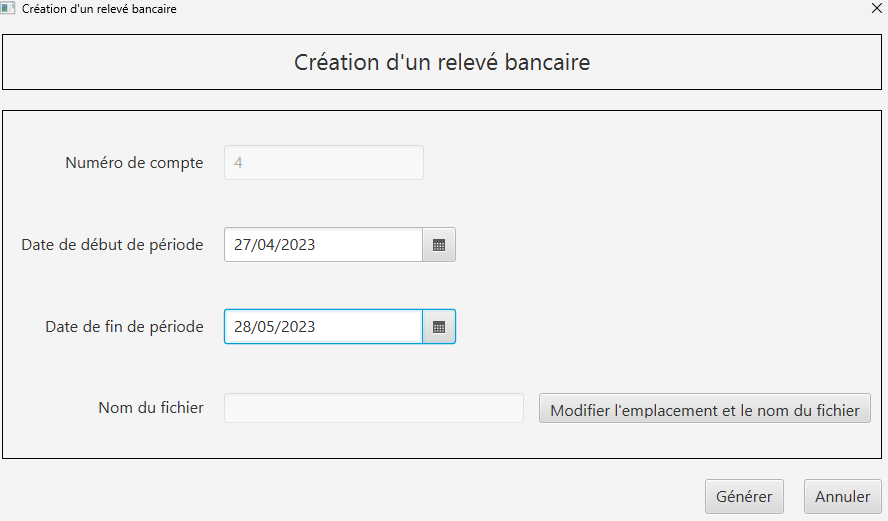 Création d'un relevé bancaire
Création d'un relevé bancaire
Numéro de compte 4
Date de début de période 27/04/2023
Date de fin de période 28/05/2023
Nom du fichier Modifier l'emplacement et le nom du fichier
Générer Annuler